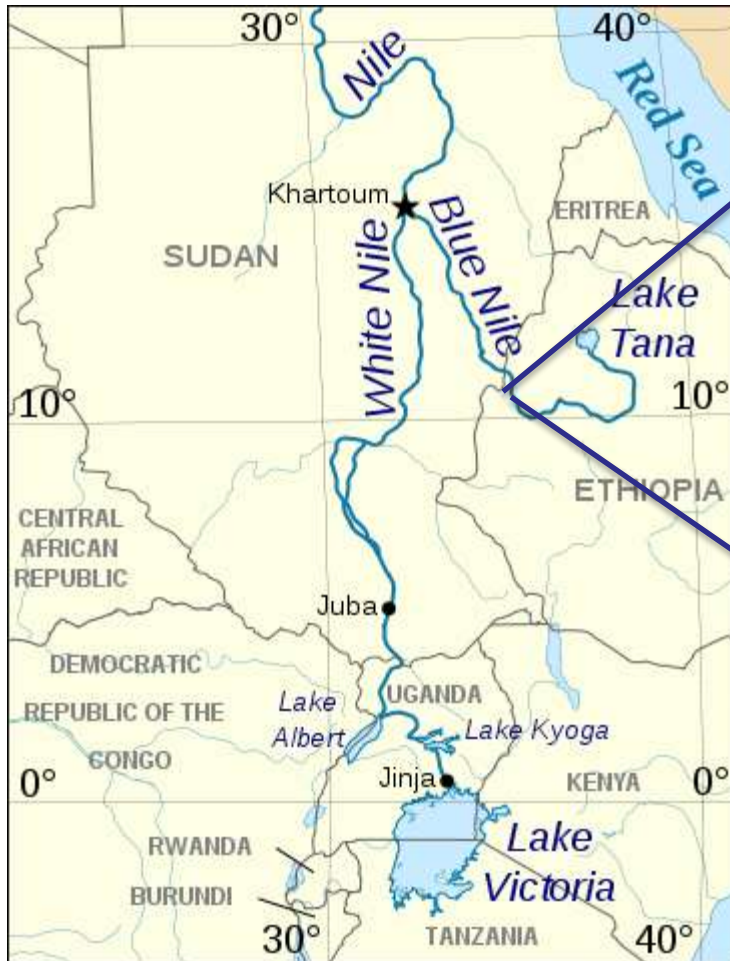 30°
40°
Nile
Red Sea
Khartoum
ERITREA
SUDAN
White Nile
Blue Nile
Lake
Tana
10°
10°
ETHIOPIA
CENTRAL
AFRICAN
REPUBLIC
Juba
DEMOCRATIC
REPUBLIC OF THE
CONGO
UGANDA
Lake
Albert
Lake Kyoga
Jinja
KENYA
0°
0°
RWANDA
BURUNDI
Lake
Victoria
30°
TANZANIA
40°